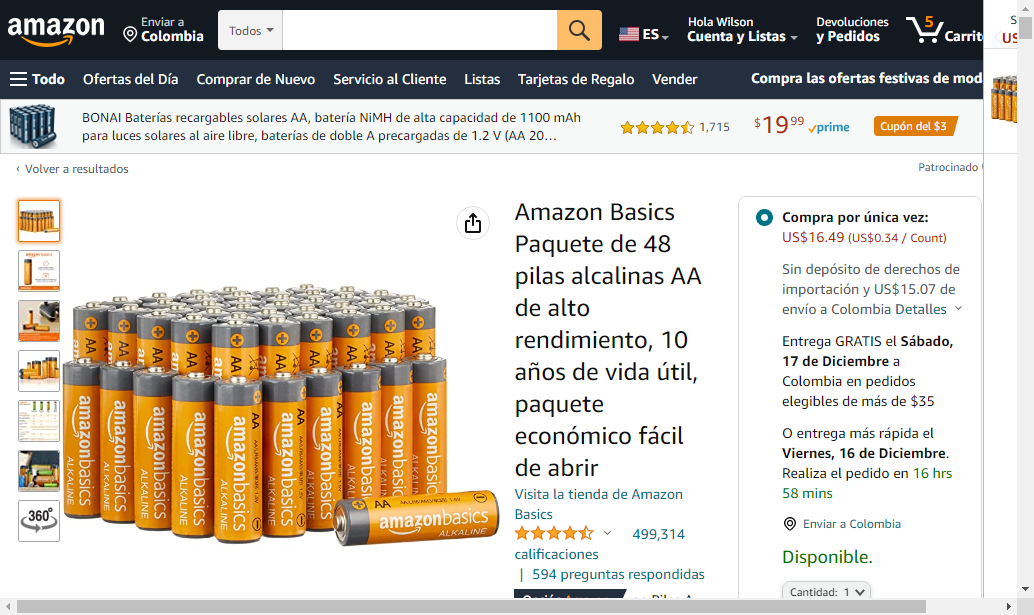 amazon
Enviar a
Colombia
Todos
ES
Hola Wilson
Cuenta y Listas
Devoluciones
y Pedidos
5
Carrito
S
US
Todo
Ofertas del Día
Comprar de Nuevo
Servicio al Cliente
Listas
Tarjetas de Regalo
Vender
Compra las ofertas festivas de mod
BONAI Baterías recargables solares AA, batería NiMH de alta capacidad de 1100 mAh
para luces solares al aire libre, baterías de doble A precargadas de 1.2 V (AA 20…
1,715
$19 99
prime
Cupón del $3
‹ Volver a resultados
Patrocinado
360°
AA
amazonbasics
ALKALINE
Amazon Basics
Paquete de 48
pilas alcalinas AA
de alto
rendimiento, 10
años de vida útil,
paquete
económico fácil
de abrir
Visita la tienda de Amazon
Basics
499,314
calificaciones
| 594 preguntas respondidas
Compra por única vez:
US$16.49 (US$0.34 / Count)
Sin depósito de derechos de
importación y US$15.07 de
envío a Colombia Detalles
Entrega GRATIS el Sábado,
17 de Diciembre a
Colombia en pedidos
elegibles de más de $35
O entrega más rápida el
Viernes, 16 de Diciembre.
Realiza el pedido en 16 hrs
58 mins
Enviar a Colombia
Disponible.
Cantidad: 1